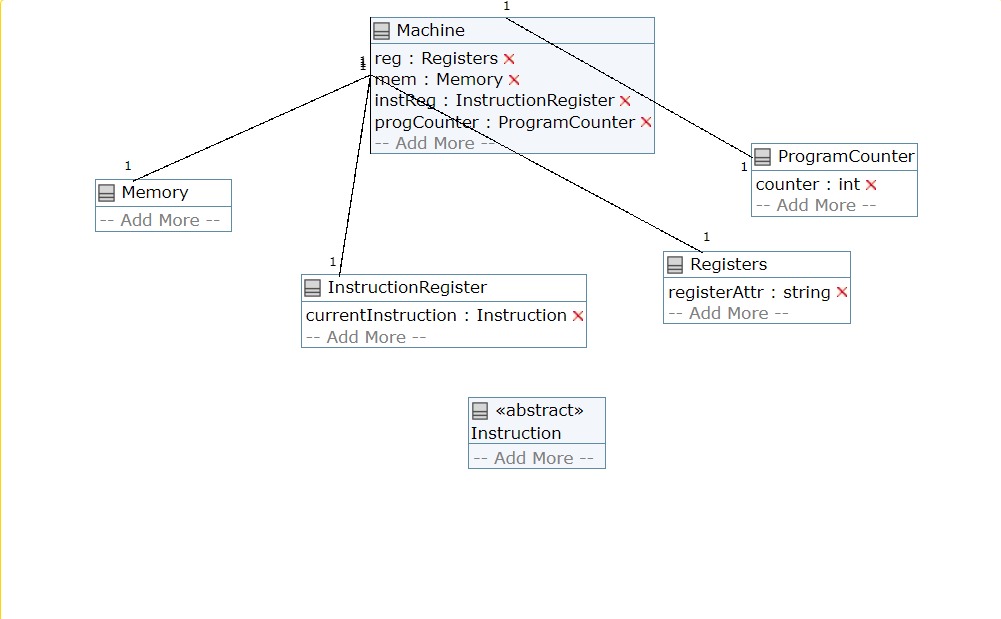 1
Machine
reg : Registers
1
mem : Memory
instReg : InstructionRegister
progCounter : ProgramCounter
-- Add More --
ProgramCounter
1
1
counter : int
-- Add More --
Memory
-- Add More --
1
Registers
1
InstructionRegister
registerAttr : string
-- Add More --
currentInstruction : Instruction
-- Add More --
«abstract»
Instruction
-- Add More --